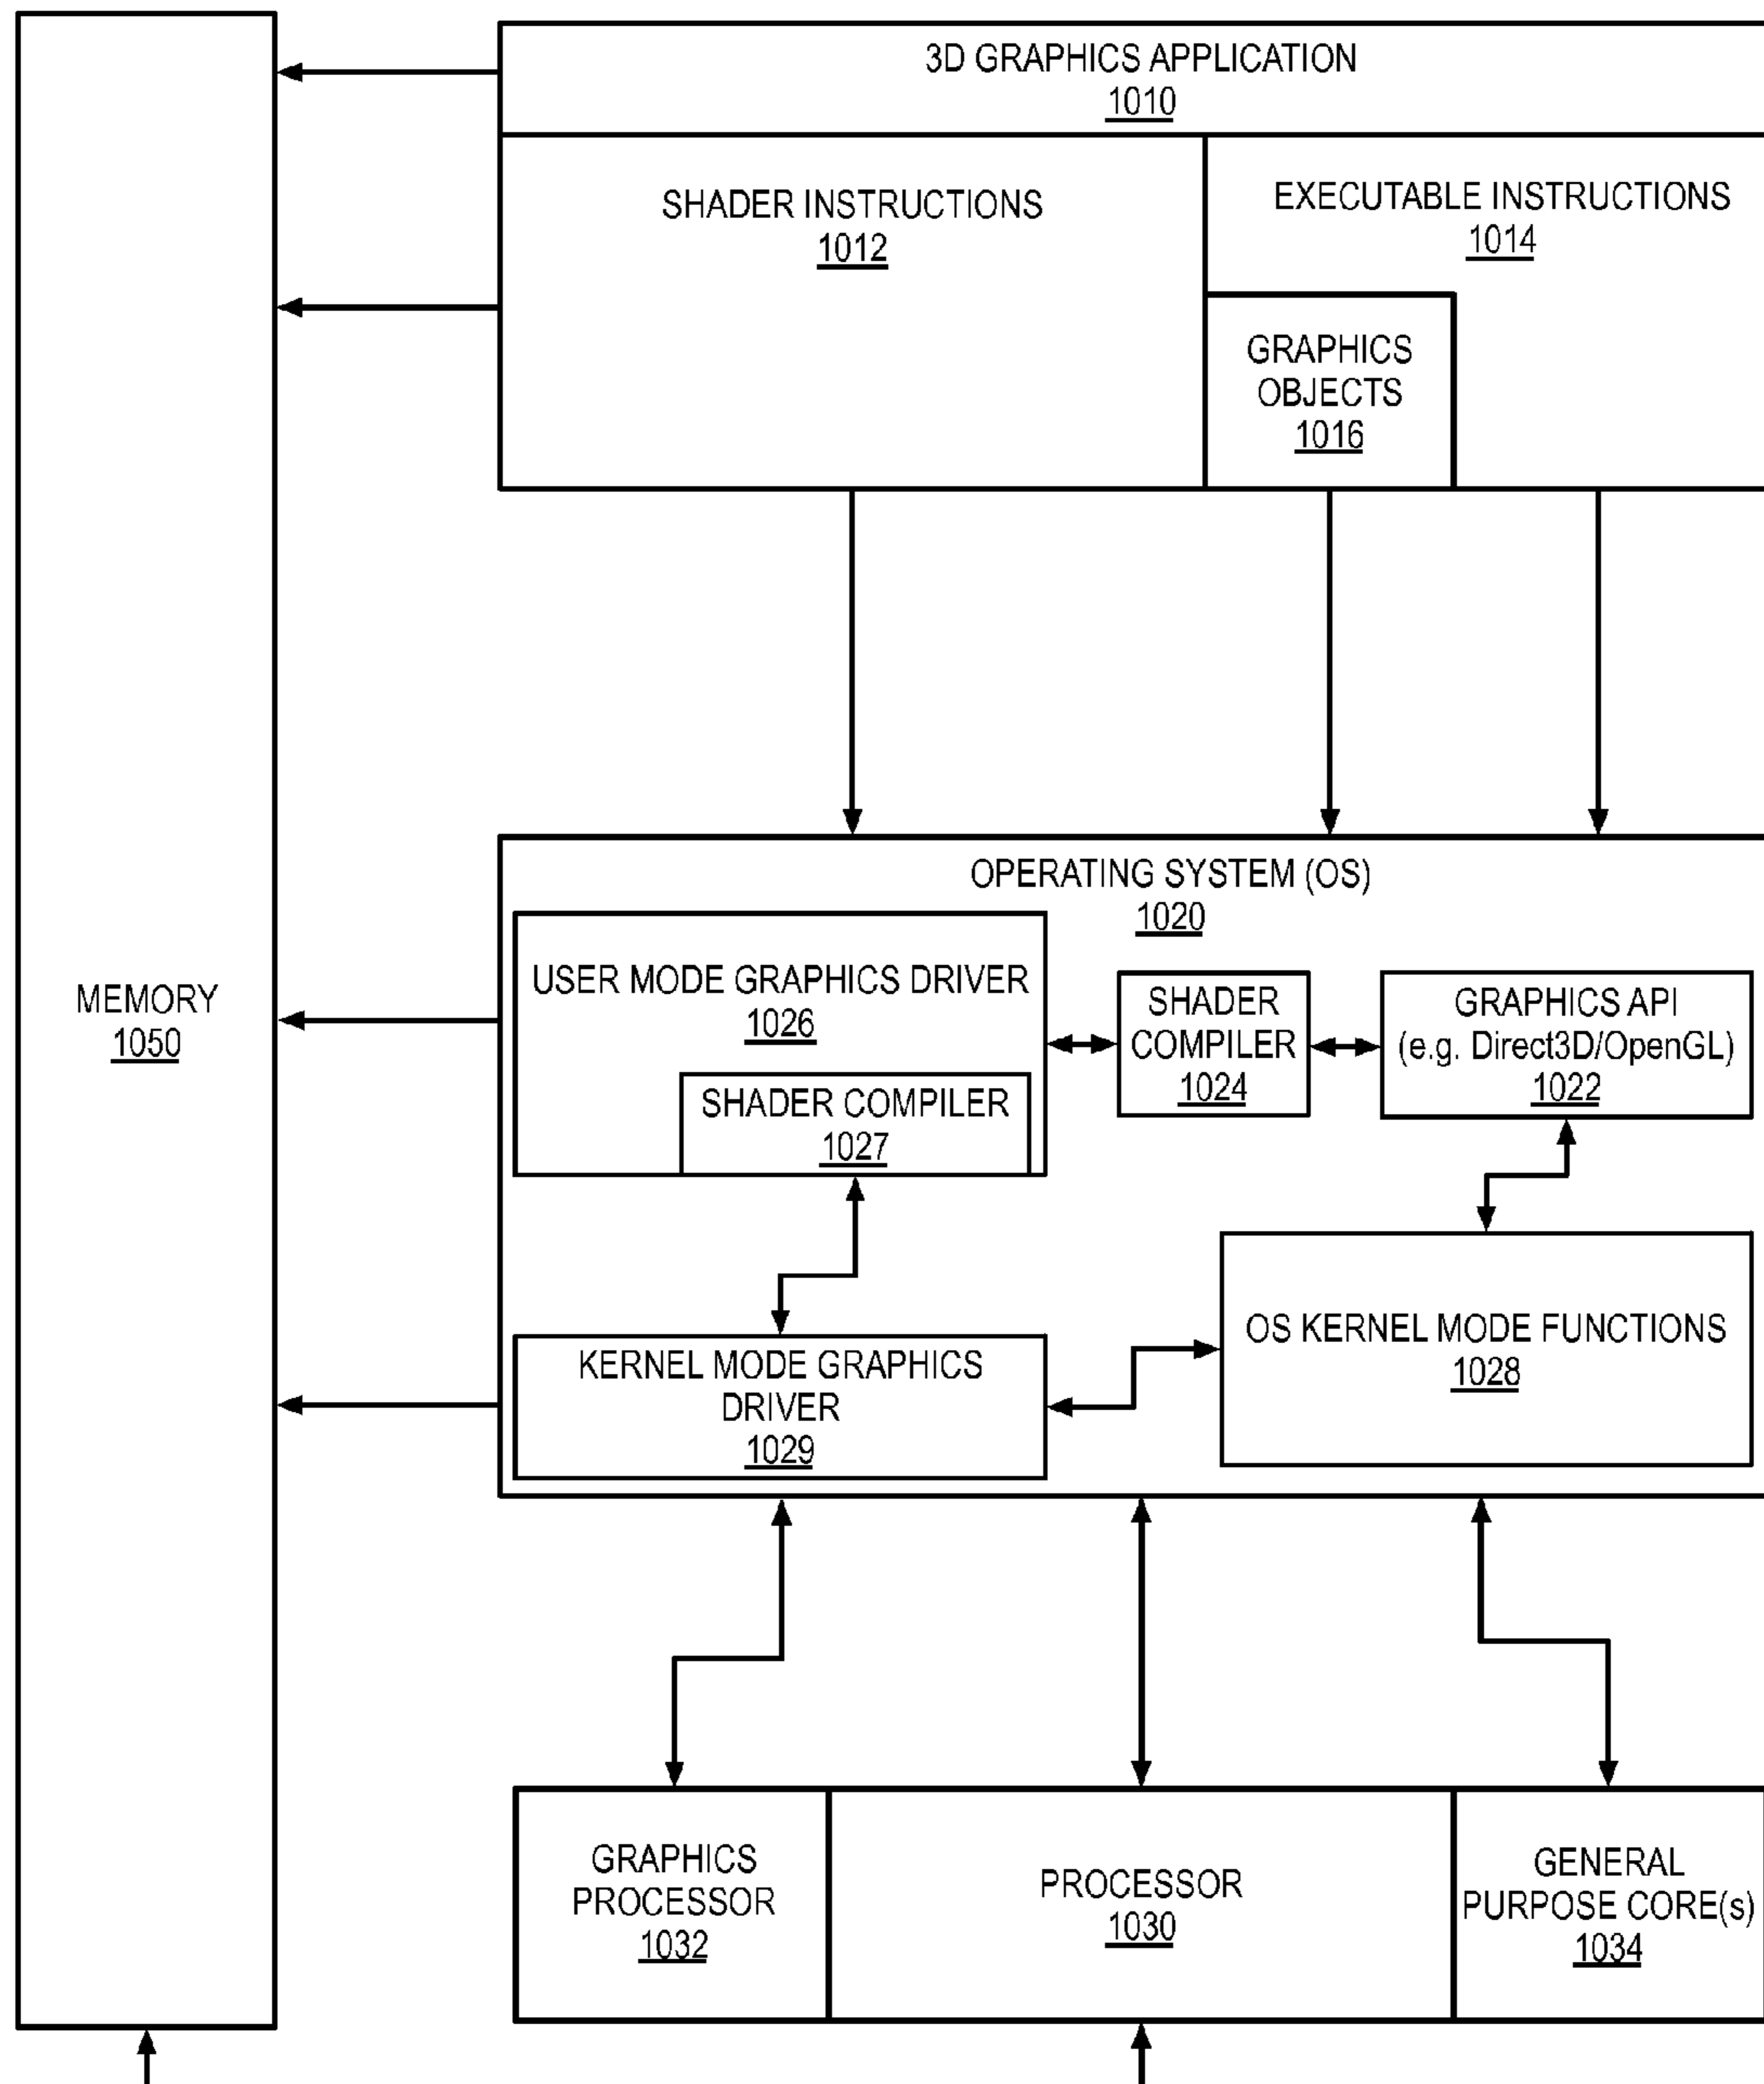 3D GRAPHICS APPLICATION
1010
SHADER INSTRUCTIONS
1012
EXECUTABLE INSTRUCTIONS
1014
GRAPHICS
OBJECTS
1016
MEMORY
1050
OPERATING SYSTEM (OS)
1020
USER MODE GRAPHICS DRIVER
1026
SHADER COMPILER
1027
SHADER
COMPILER
1024
GRAPHICS API
(e.g. Direct3D/OpenGL)
1022
KERNEL MODE GRAPHICS
DRIVER
1029
OS KERNEL MODE FUNCTIONS
1028
GRAPHICS
PROCESSOR
1032
PROCESSOR
1030
GENERAL
PURPOSE CORE(s)
1034